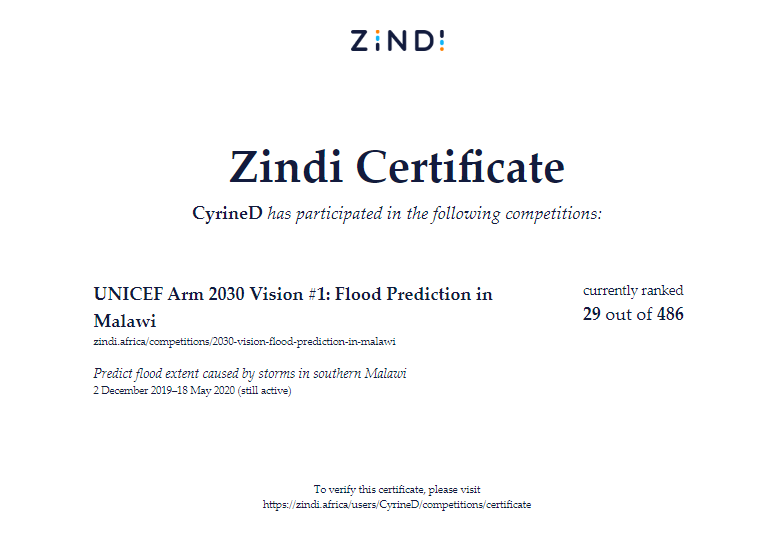 ZINDI
Zindi Certificate
CyrineD has participated in the following competitions:
UNICEF Arm 2030 Vision #1: Flood Prediction in
Malawi
zindi.africa/competitions/2030-vision-flood-prediction-in-malawi
Predict flood extent caused by storms in southern Malawi
2 December 2019–18 May 2020 (still active)
currently ranked
29 out of 486
To verify this certificate, please visit
https://zindi.africa/users/CyrineD/competitions/certificate